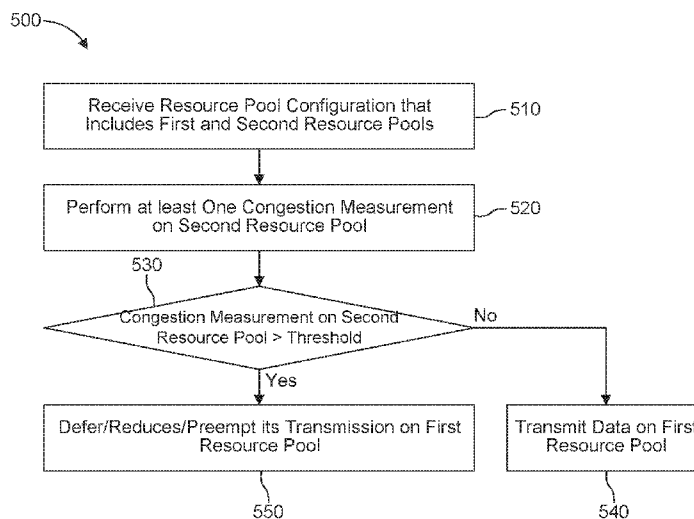 500
Receive Resource Pool Configuration that
Includes First and Second Resource Pools
510
Perform at least One Congestion Measurement
on Second Resource Pool
520
530
Congestion Measurement on Second
Resource Pool > Threshold
No
Yes
Defer/Reduces/Preempt its Transmission on First
Resource Pool
Transmit Data on First
Resource Pool
550
540